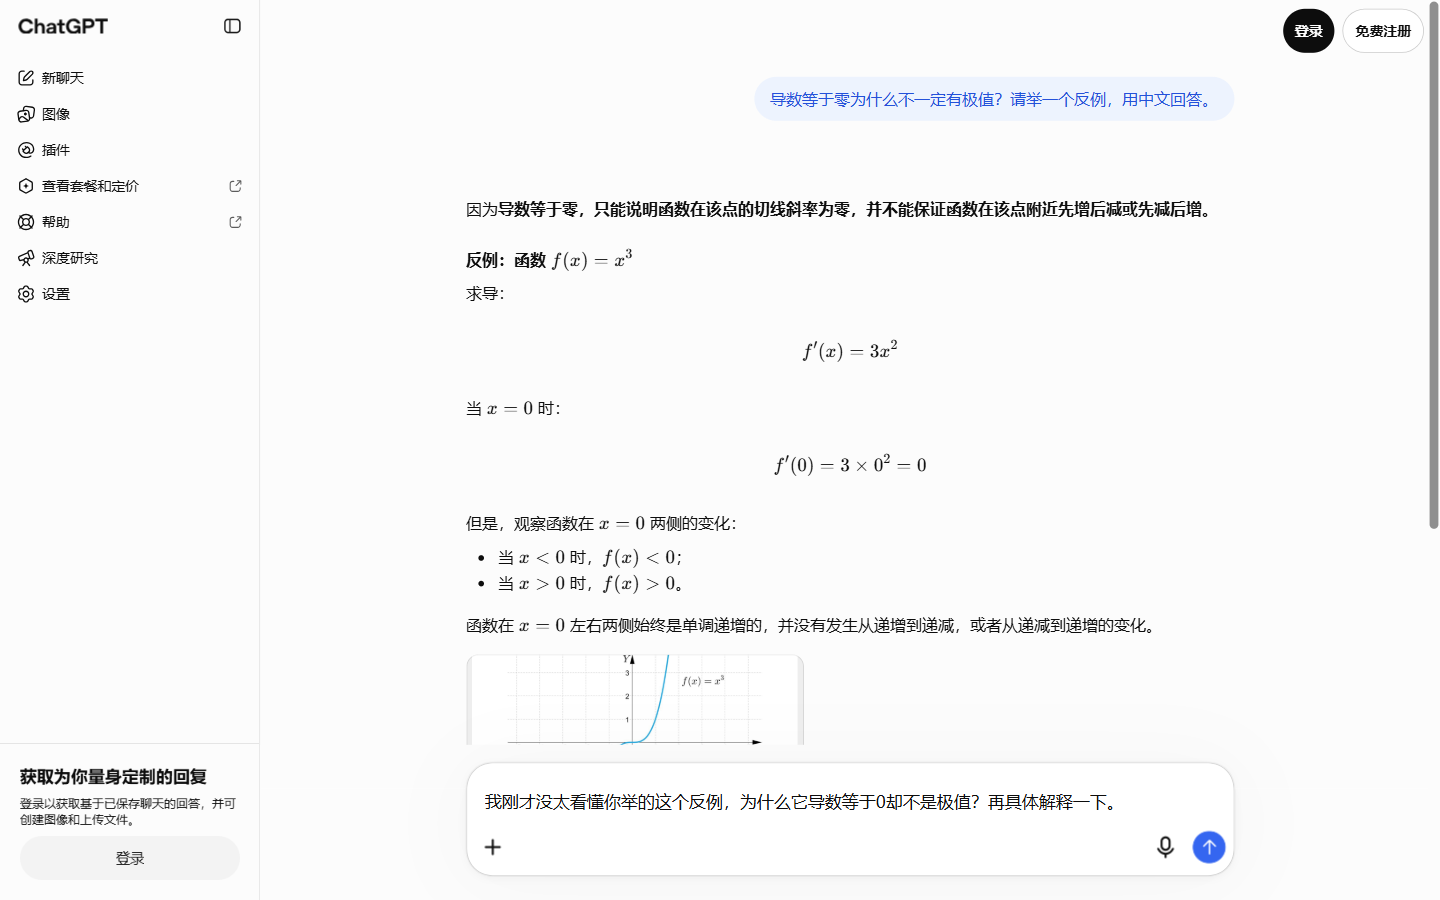 ChatGPT
新聊天
图像
插件
查看套餐和定价
帮助
深度研究
设置
获取为你量身定制的回复
登录以获取基于已保存聊天的回答，并可
创建图像和上传文件。
登录
登录
免费注册
导数等于零为什么不一定有极值？请举一个反例，用中文回答。
因为导数等于零，只能说明函数在该点的切线斜率为零，并不能保证函数在该点附近先增后减或先减后增。
反例：函数 f(x) = x³
求导：
f′(x) = 3x²
当 x = 0 时：
f′(0) = 3 × 0² = 0
但是，观察函数在 x = 0 两侧的变化：
• 当 x < 0 时，f(x) < 0；
• 当 x > 0 时，f(x) > 0。
函数在 x = 0 左右两侧始终是单调递增的，并没有发生从递增到递减，或者从递减到递增的变化。
Y
3
f(x) = x³
2
1
我刚才没太看懂你举的这个反例，为什么它导数等于0却不是极值？再具体解释一下。